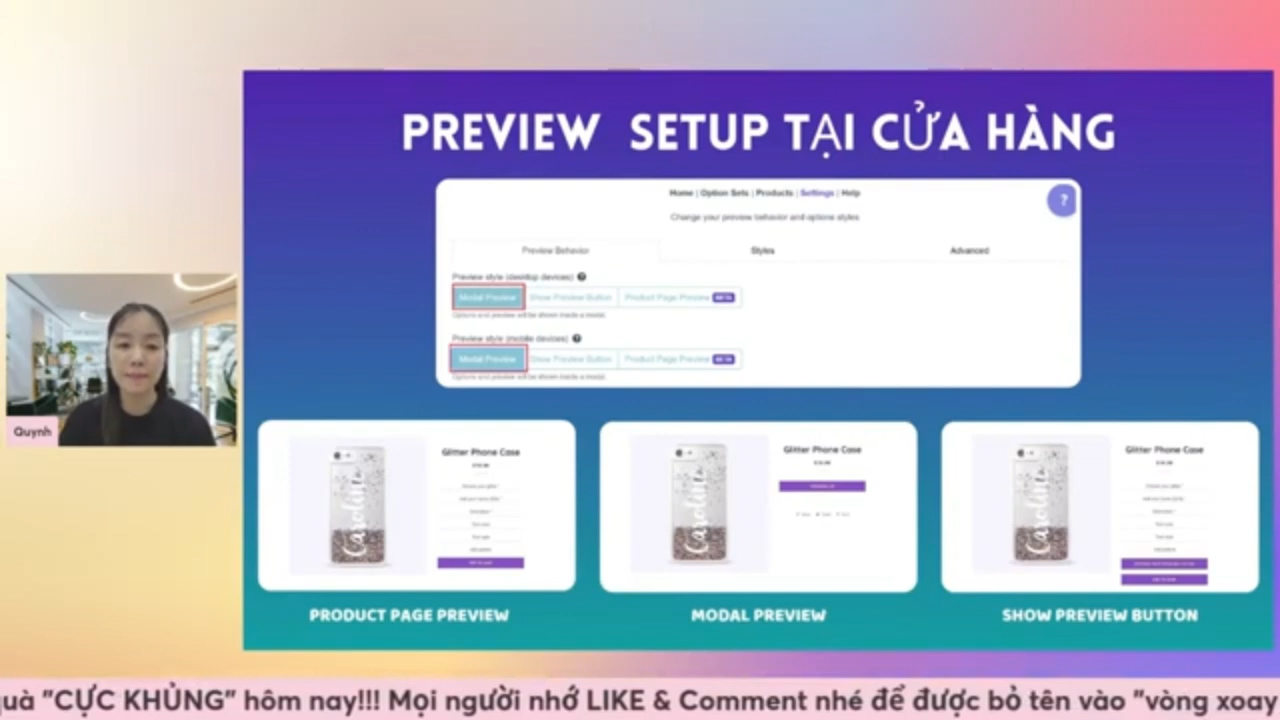 PREVIEW SETUP TẠI CỬA HÀNG
Home | Option Sets | Products | Settings | Help
?
Change your preview behavior and options styles
Preview Behavior
Styles
Advanced
Preview style (desktop devices) ?
Modal Preview
Show Preview Button
Product Page Preview BETA
Options and preview will be shown inside a modal.
Preview style (mobile devices) ?
Modal Preview
Show Preview Button
Product Page Preview BETA
Options and preview will be shown inside a modal.
Quynh
Caroline
Glitter Phone Case
Caroline
Glitter Phone Case
Caroline
Glitter Phone Case
PRODUCT PAGE PREVIEW
MODAL PREVIEW
SHOW PREVIEW BUTTON
"CỰC KHỦNG" hôm nay!!! Mọi người nhớ LIKE & Comment nhé để được bỏ tên vào "vòng xoay